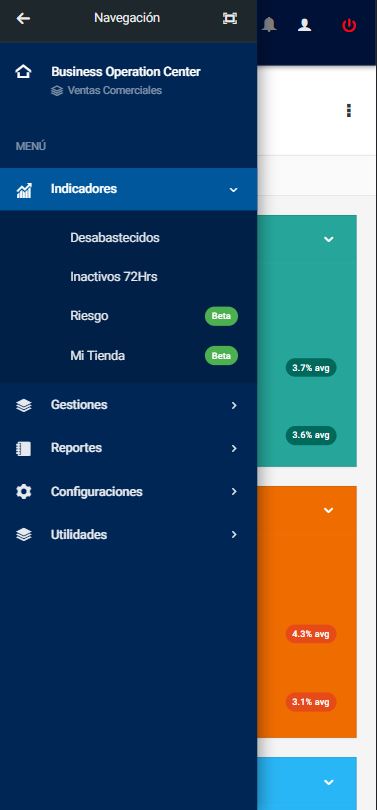 Navegación
Business Operation Center
Ventas Comerciales
MENÚ
Indicadores
Desabastecidos
Inactivos 72Hrs
Riesgo Beta
Mi Tienda Beta
3.7% avg
Gestiones
3.6% avg
Reportes
Configuraciones
Utilidades
4.3% avg
3.1% avg